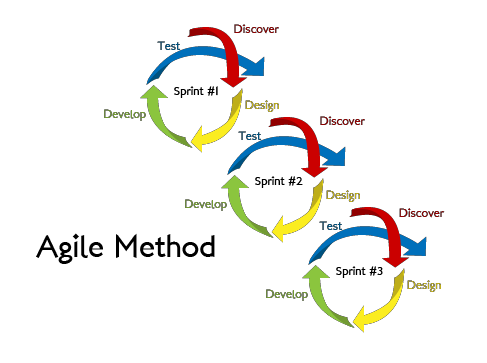 Discover
Test
Sprint #1
Design
Develop
Discover
Test
Sprint #2
Design
Develop
Discover
Test
Sprint #3
Design
Develop
Agile Method